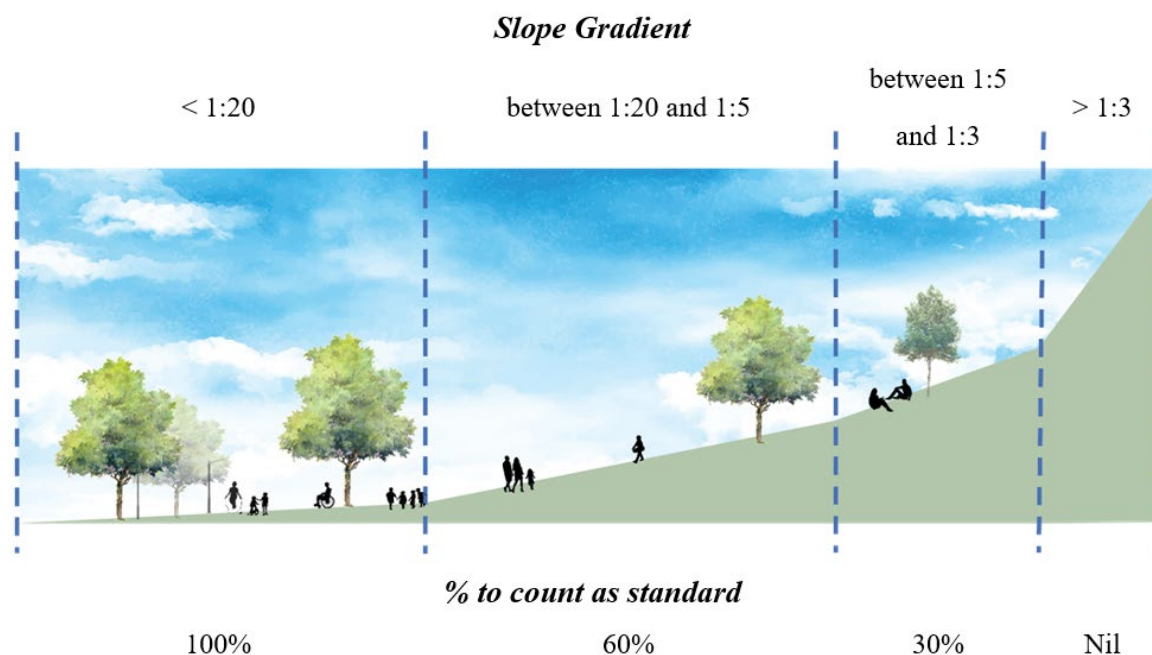 Slope Gradient
< 1:20
between 1:20 and 1:5
between 1:5
and 1:3
> 1:3
% to count as standard
100%
60%
30%
Nil